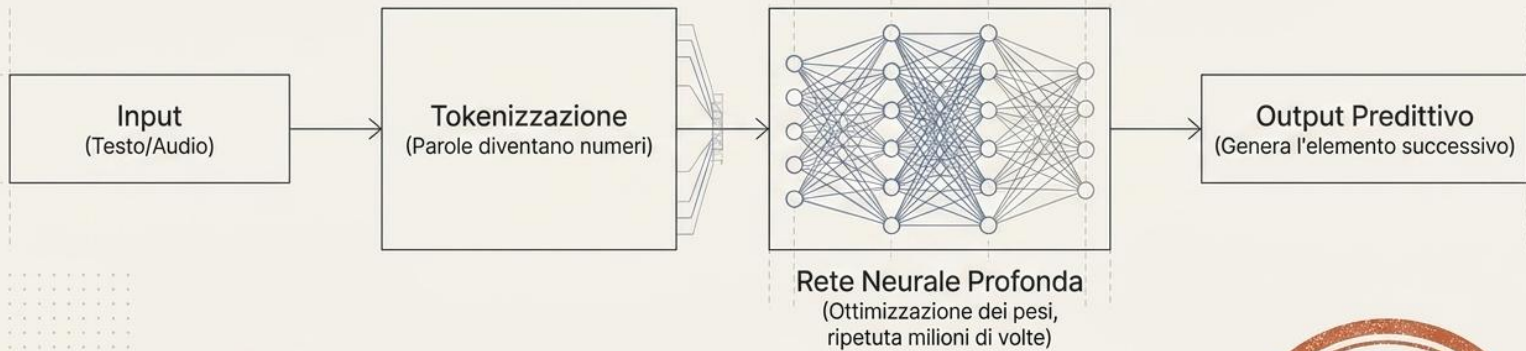 Input
(Testo/Audio)
Tokenizzazione
(Parole diventano numeri)
Output Predittivo
(Genera l'elemento successivo)
Rete Neurale Profonda
(Ottimizzazione dei pesi,
ripetuta milioni di volte)